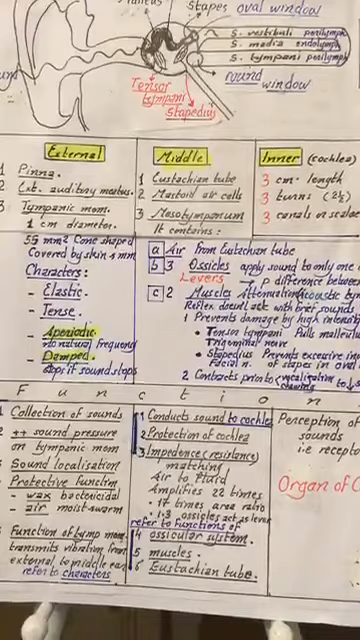 Malleus
Stapes oval window
S. vestibuli perilymph
S. media endolymph
S. tympani perilymph
round
window
Tensor
tympani
Stapedius
External
1 Pinna.
2 Ext. auditory meatus.
3 Tympanic mem.
1 cm diameter.
55 mm2 Cone shaped
Covered by skin 4 mm
Characters:
- Elastic.
- Tense.
- Aperiodic.
no natural frequency
- Damped.
stops if sound stops
Middle
1 Eustachian tube
2 Mastoid air cells
3 Mesotympanum
It contains:
Inner (cochlea)
3 cm. length
3 turns (2½)
3 canals or scalae
a Air from Eustachian tube
b 3 Ossicles apply sound to only one
Levers → p difference between
c 2 Muscles Attenuation (acoustic
Reflex doesn't act with brief sounds
1 Prevents damage by high intensity
• Tensor tympani Pulls malleus
Trigeminal nerve
• Stapedius Prevents excessive
Facial n. of stapes in oval
2 Contracts prior to vocalization
F u n c t i o n
1 Collection of sounds
2 ++ sound pressure
on tympanic mem
3 Sound localisation
4 Protective Function
- wax bactericidal
- air moist & warm
5 Function of tymp mem
transmits vibration from
external to middle ear
refer to characters
1 Conducts sound to cochlea
2 Protection of cochlea
3 Impedence (resistance)
matching
Air to Fluid
Amplifies 22 times
• 17 times area ratio
• 1.3 ossicles act as lever
refer to Functions of
4 ossicular system.
5 muscles.
6 Eustachian tube.
Perception of
sounds
i.e recepto
Organ of C